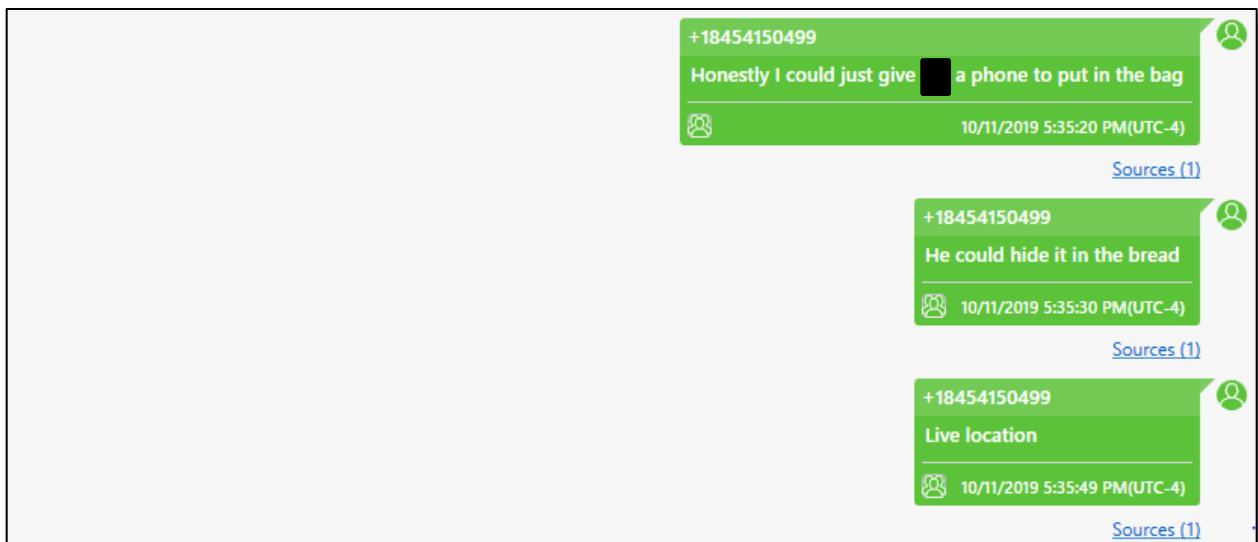 +18454150499
Honestly I could just give a phone to put in the bag
10/11/2019 5:35:20 PM(UTC-4)
Sources (1)
+18454150499
He could hide it in the bread
10/11/2019 5:35:30 PM(UTC-4)
Sources (1)
+18454150499
Live location
10/11/2019 5:35:49 PM(UTC-4)
Sources (1)